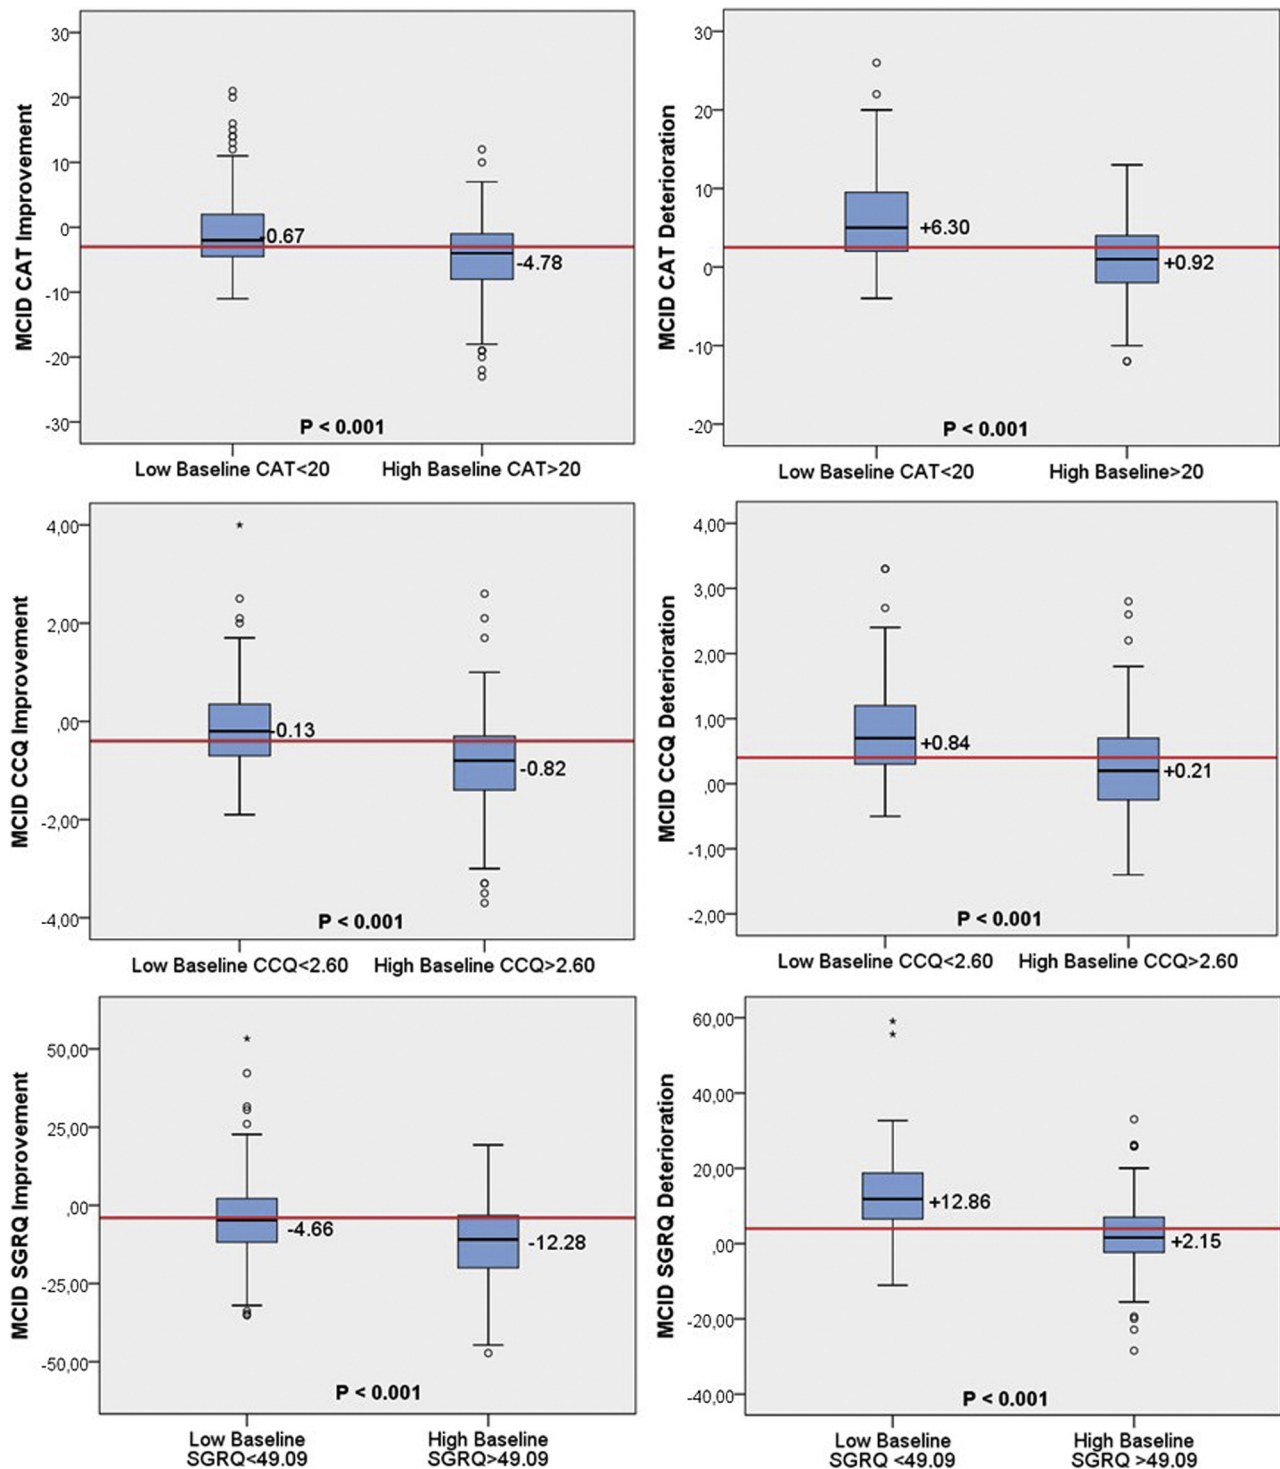 MCID CAT Improvement
30
20
10
0
-10
-20
-30
-0.67
-4.78
P < 0.001
Low Baseline CAT<20 High Baseline CAT>20
MCID CAT Deterioration
30
20
10
0
-10
-20
+6.30
+0.92
P < 0.001
Low Baseline CAT<20 High Baseline>20
MCID CCQ Improvement
4,00
2,00
,00
-2,00
-4,00
-0.13
-0.82
P < 0.001
Low Baseline CCQ<2.60 High Baseline CCQ>2.60
MCID CCQ Deterioration
4,00
3,00
2,00
1,00
,00
-1,00
-2,00
+0.84
+0.21
P < 0.001
Low Baseline CCQ<2.60 High Baseline CCQ>2.60
MCID SGRQ Improvement
50,00
25,00
,00
-25,00
-50,00
-4.66
-12.28
P < 0.001
Low Baseline High Baseline
SGRQ<49.09 SGRQ>49.09
MCID SGRQ Deterioration
60,00
40,00
20,00
,00
-20,00
-40,00
+12.86
+2.15
P < 0.001
Low Baseline High Baseline
SGRQ <49.09 SGRQ >49.09